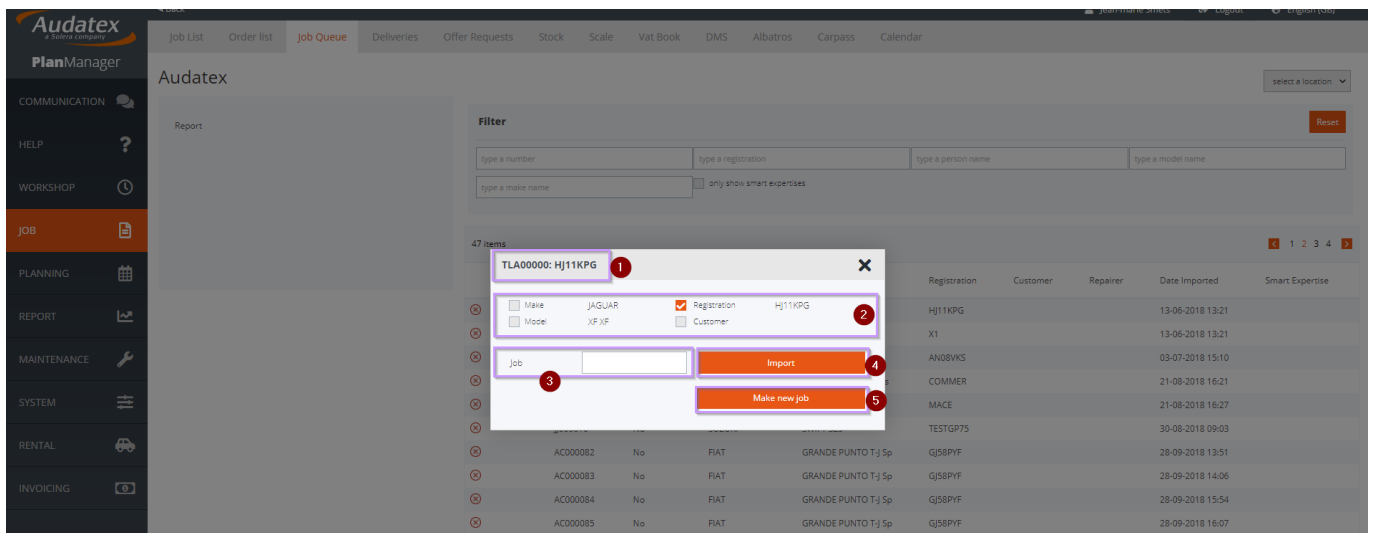 Back
Jean-marie Smets Logout English (GB)
Audatex
a Solera company
PlanManager
Job List Order list Job Queue Deliveries Offer Requests Stock Scale Vat Book DMS Albatros Carpass Calendar
Audatex
select a location
COMMUNICATION
HELP
WORKSHOP
JOB
PLANNING
REPORT
MAINTENANCE
SYSTEM
RENTAL
INVOICING
Report
Filter
Reset
type a number type a registration type a person name type a model name
type a make name only show smart expertises
47 items
1 2 3 4
TLA00000: HJ11KPG 1
Make JAGUAR Registration HJ11KPG 2
Model XF XF Customer
Job 3
Import 4
Make new job 5
Registration Customer Repairer Date Imported Smart Expertise
HJ11KPG 13-06-2018 13:21
X1 13-06-2018 13:21
AN08VKS 03-07-2018 15:10
COMMER 21-08-2018 16:21
MACE 21-08-2018 16:27
TESTGP75 30-08-2018 09:03
AC000082 No FIAT GRANDE PUNTO T-J Sp GJ58PYF 28-09-2018 13:51
AC000083 No FIAT GRANDE PUNTO T-J Sp GJ58PYF 28-09-2018 14:06
AC000084 No FIAT GRANDE PUNTO T-J Sp GJ58PYF 28-09-2018 15:54
AC000085 No FIAT GRANDE PUNTO T-J Sp GJ58PYF 28-09-2018 16:07